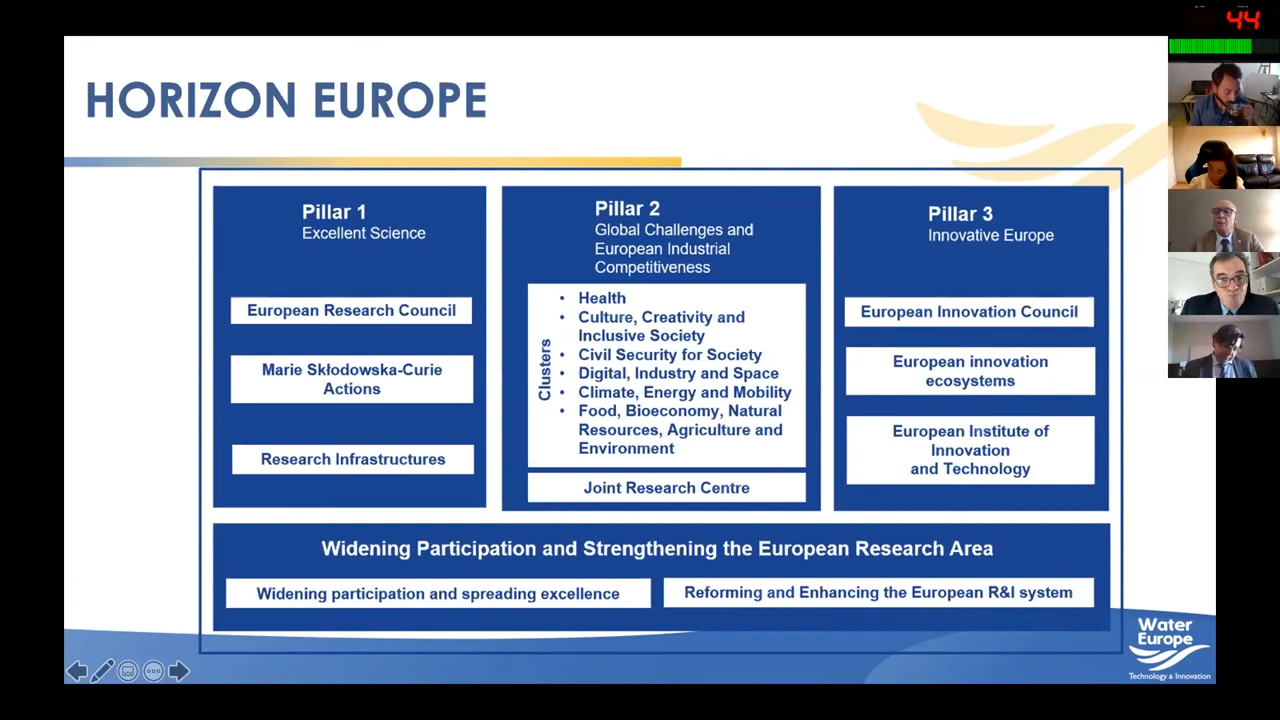 44
HORIZON EUROPE
Pillar 1
Excellent Science
European Research Council
Marie Skłodowska-Curie
Actions
Research Infrastructures
Pillar 2
Global Challenges and
European Industrial
Competitiveness
Clusters
• Health
• Culture, Creativity and
Inclusive Society
• Civil Security for Society
• Digital, Industry and Space
• Climate, Energy and Mobility
• Food, Bioeconomy, Natural
Resources, Agriculture and
Environment
Joint Research Centre
Pillar 3
Innovative Europe
European Innovation Council
European innovation
ecosystems
European Institute of
Innovation
and Technology
Widening Participation and Strengthening the European Research Area
Widening participation and spreading excellence
Reforming and Enhancing the European R&I system
Water
Europe
Technology & Innovation